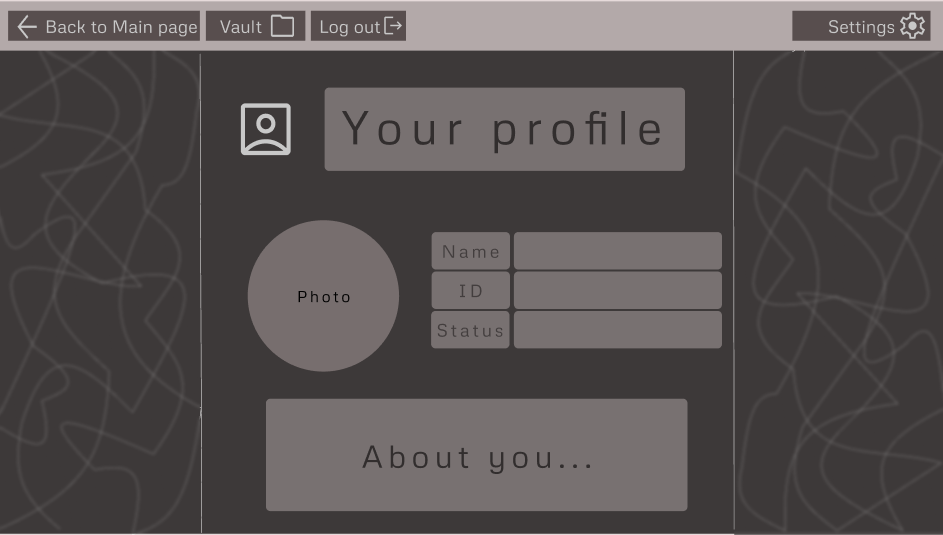 Back to Main page
Vault
Log out
Settings
Your profile
Photo
Name
ID
Status
About you...